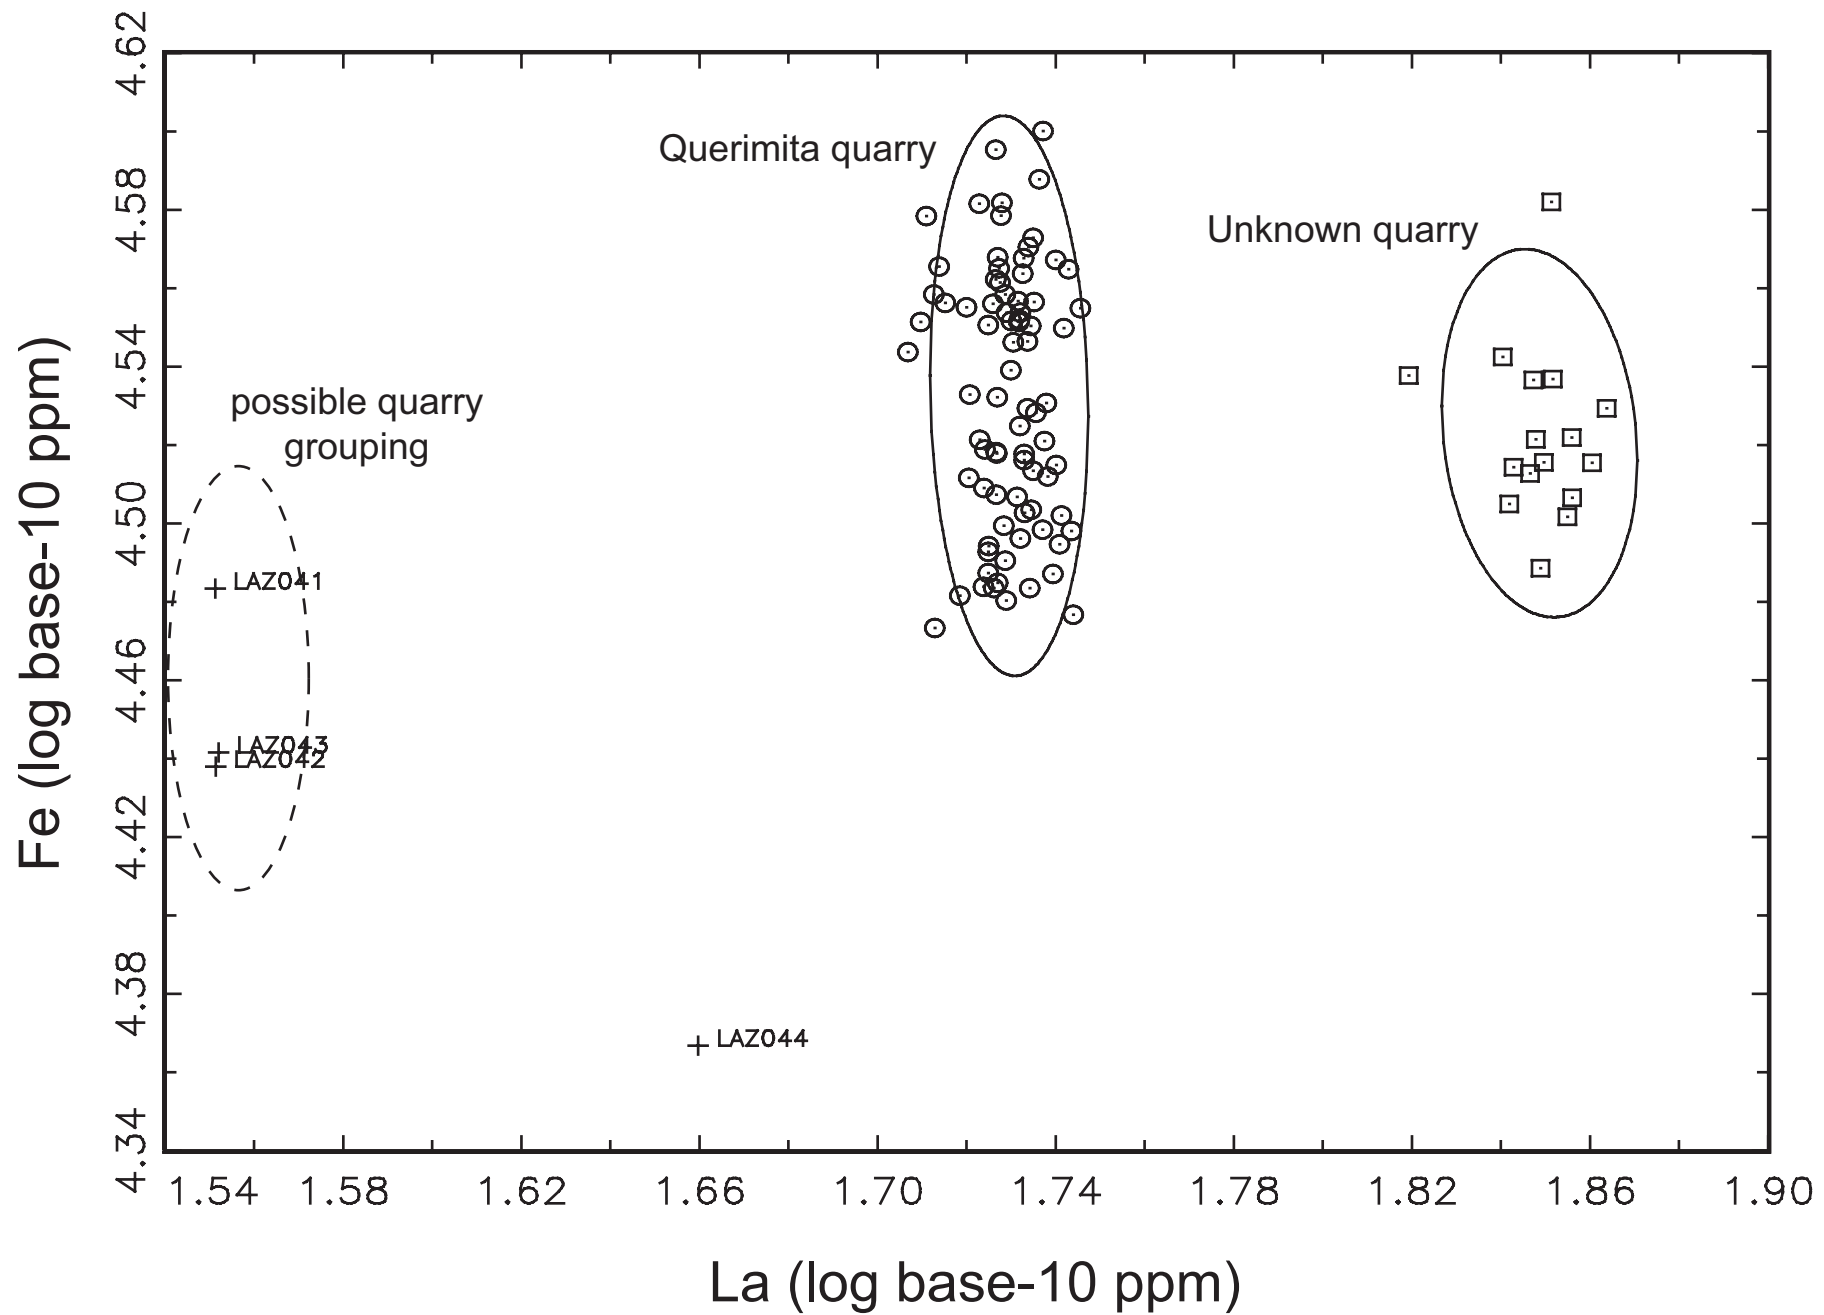 4.62
Querimita quarry
4.58
Unknown quarry
4.54
possible quarry
grouping
4.50
LAZ041
4.46
LAZ043
LAZ042
4.42
4.38
LAZ044
4.34
Fe (log base-10 ppm)
1.54 1.58 1.62 1.66 1.70 1.74 1.78 1.82 1.86 1.90
La (log base-10 ppm)